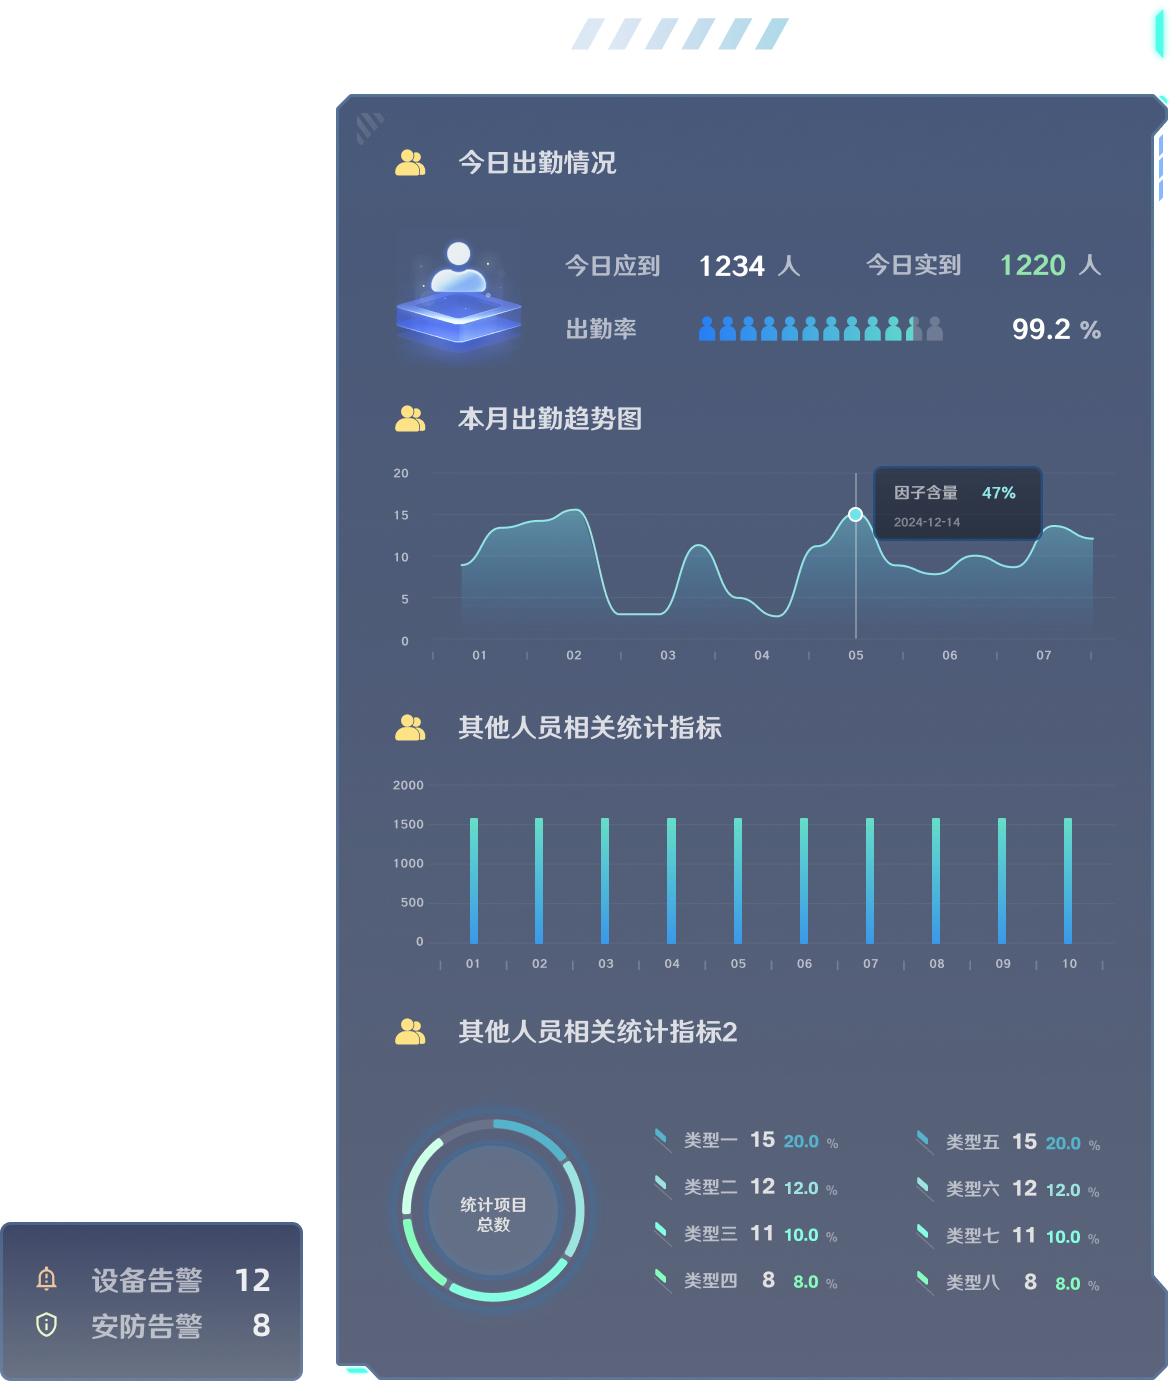 今日出勤情况
今日应到 1234 人 今日实到 1220 人
出勤率 99.2 %
本月出勤趋势图
20
15
10
5
0
因子含量 47%
2024-12-14
01 02 03 04 05 06 07
其他人员相关统计指标
2000
1500
1000
500
0
01 02 03 04 05 06 07 08 09 10
其他人员相关统计指标2
统计项目
总数
类型一 15 20.0 %
类型二 12 12.0 %
类型三 11 10.0 %
类型四 8 8.0 %
类型五 15 20.0 %
类型六 12 12.0 %
类型七 11 10.0 %
类型八 8 8.0 %
设备告警 12
安防告警 8